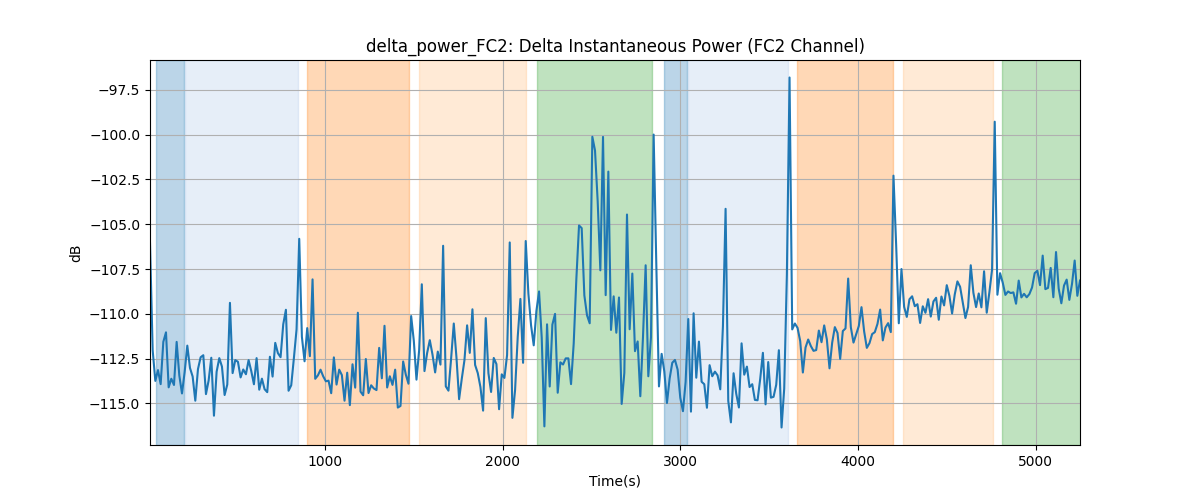 delta_power_FC2: Delta Instantaneous Power (FC2 Channel)
dB
−97.5
−100.0
−102.5
−105.0
−107.5
−110.0
−112.5
−115.0
1000 2000 3000 4000 5000
Time(s)